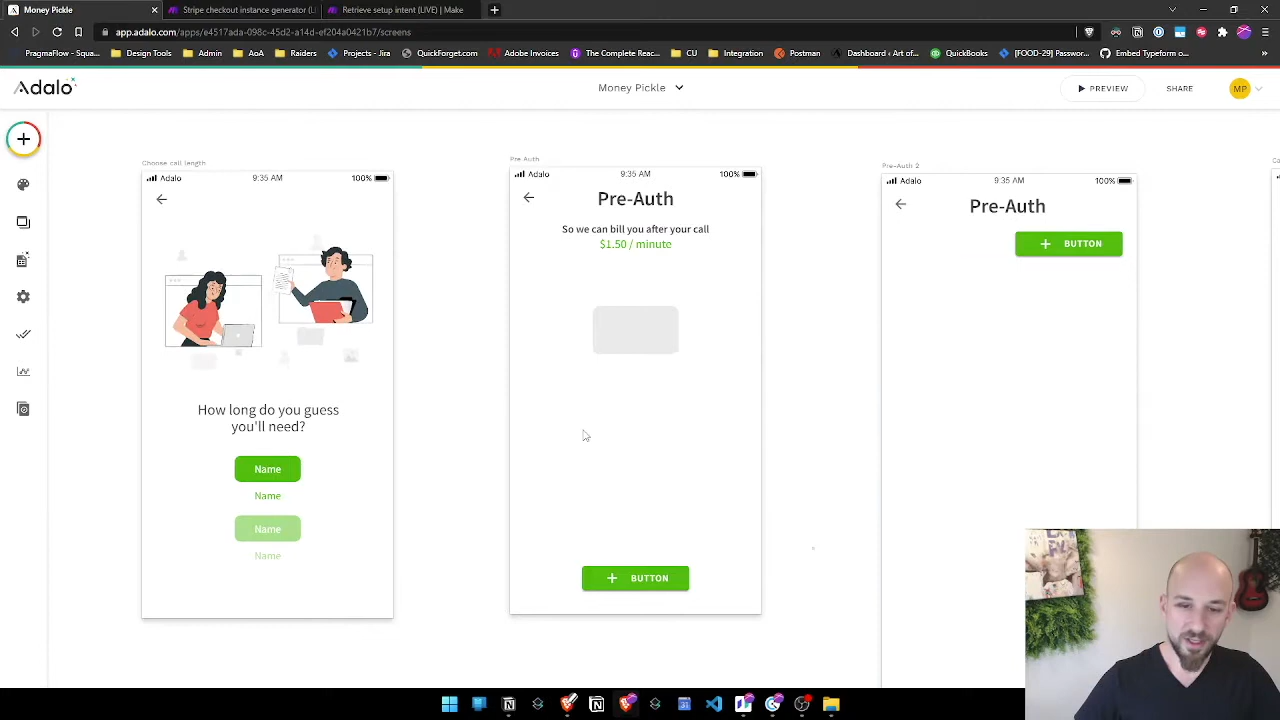 Money Pickle
Stripe checkout instance generator (LI
Retrieve setup intent (LIVE) | Make
app.adalo.com/apps/e4517ada-098c-45d2-a14d-ef204a0421b7/screens
PragmaFlow - Squa...
Dev Stuff
Setup Admin
AoA
Raiders
Projects - Jira
QuickForget.com
Adobe Invoices
The Complete Reac...
CU
Integration
Postman
Dashboard ‹ Art of...
QuickBooks
[FOOD-29] Payment...
Embed Typeform o...
Adalo
Money Pickle
PREVIEW
SHARE
MP
Choose call length
Adalo
9:35 AM
100%
How long do you guess
you'll need?
Name
Name
Name
Name
Pre Auth
Adalo
9:35 AM
100%
Pre-Auth
So we can bill you after your call
$1.50 / minute
BUTTON
Pre-Auth 2
Adalo
9:35 AM
100%
Pre-Auth
BUTTON
Co